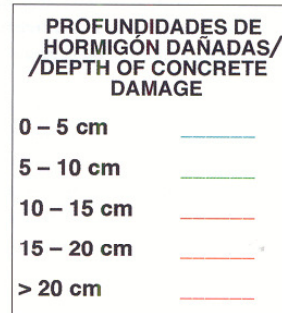 PROFUNDIDADES DE
HORMIGÓN DAÑADAS/
/DEPTH OF CONCRETE
DAMAGE
0 – 5 cm
5 – 10 cm
10 – 15 cm
15 – 20 cm
> 20 cm